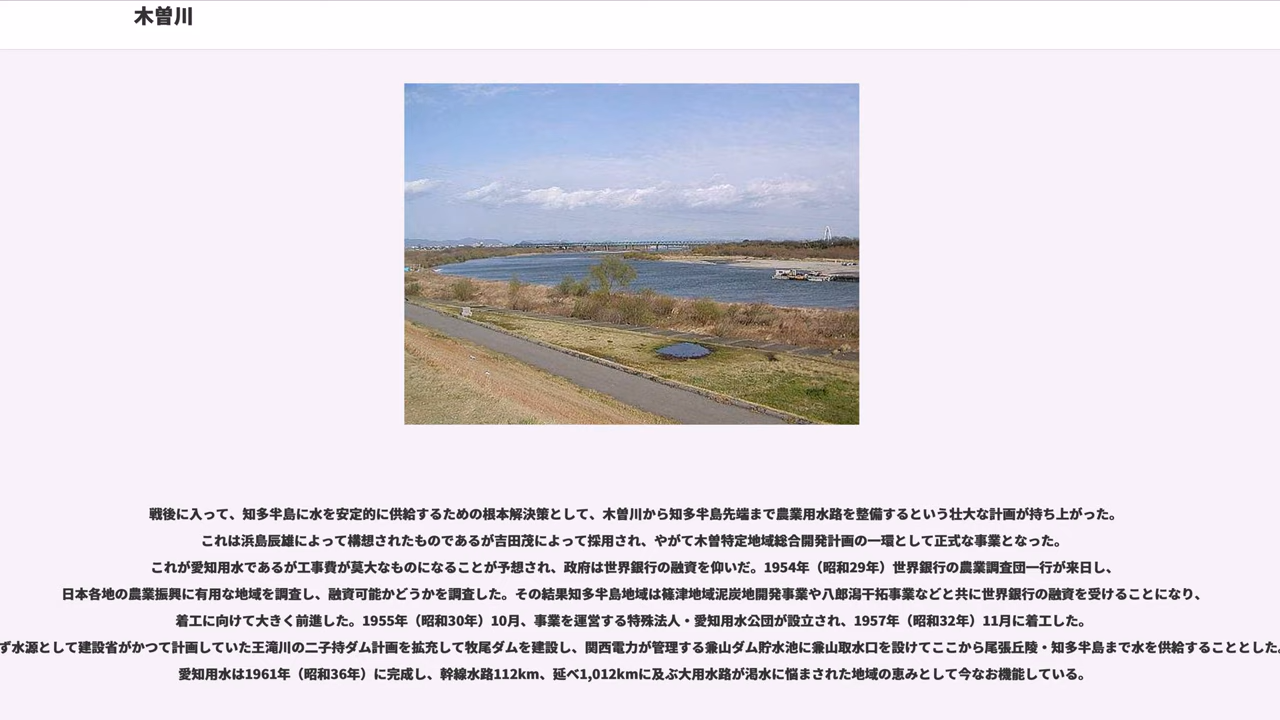 木曽川
戦後に入って、知多半島に水を安定的に供給するための根本解決策として、木曽川から知多半島先端まで農業用水路を整備するという壮大な計画が持ち上がった。
これは浜島辰雄によって構想されたものであるが吉田茂によって採用され、やがて木曽特定地域総合開発計画の一環として正式な事業となった。
これが愛知用水であるが工事費が莫大なものになることが予想され、政府は世界銀行の融資を仰いだ。1954年（昭和29年）世界銀行の農業調査団一行が来日し、
日本各地の農業振興に有用な地域を調査し、融資可能かどうかを調査した。その結果知多半島地域は篠津地域泥炭地開発事業や八郎潟干拓事業などと共に世界銀行の融資を受けることになり、
着工に向けて大きく前進した。1955年（昭和30年）10月、事業を運営する特殊法人・愛知用水公団が設立され、1957年（昭和32年）11月に着工した。
ず水源として建設省がかつて計画していた王滝川の二子持ダム計画を拡充して牧尾ダムを建設し、関西電力が管理する兼山ダム貯水池に兼山取水口を設けてここから尾張丘陵・知多半島まで水を供給することとした。
愛知用水は1961年（昭和36年）に完成し、幹線水路112km、延べ1,012kmに及ぶ大用水路が渇水に悩まされた地域の恵みとして今なお機能している。